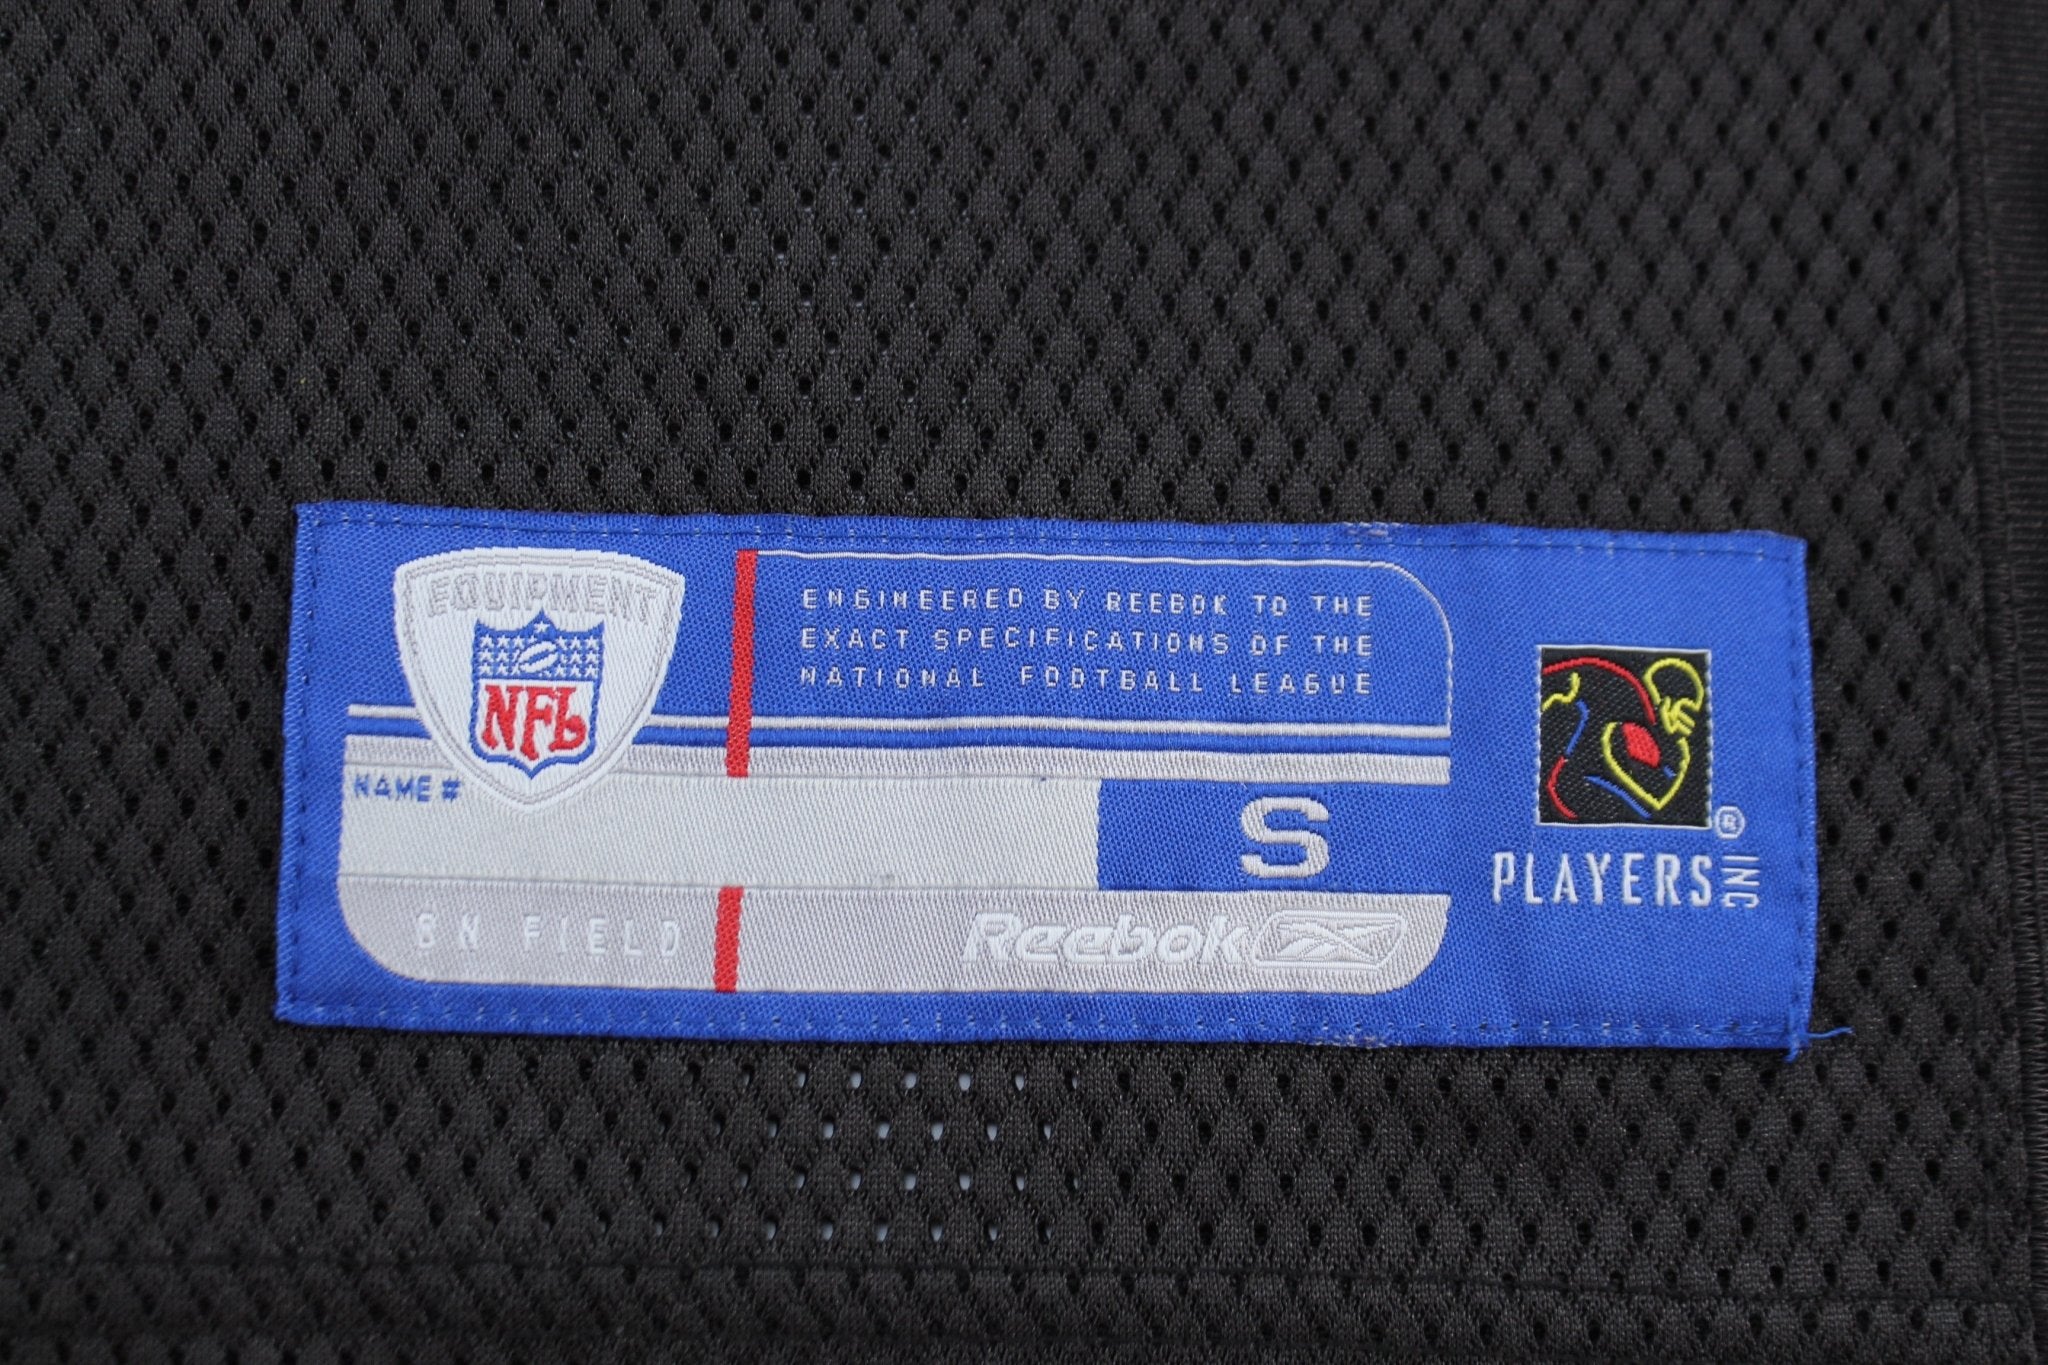 EQUIPMENT
NFL
ENGINEERED BY REEBOK TO THE
EXACT SPECIFICATIONS OF THE
NATIONAL FOOTBALL LEAGUE
NAME #
S
ON FIELD
Reebok
®
PLAYERS INC